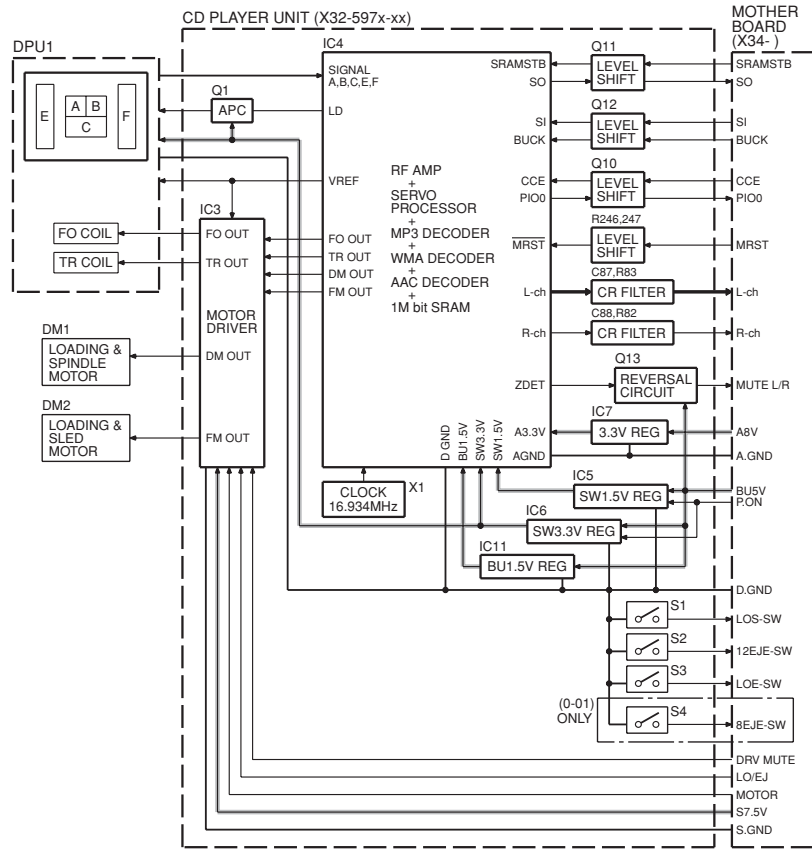 CD PLAYER UNIT (X32-597x-xx)
MOTHER
BOARD
(X34- )
DPU1
E
A
B
C
F
FO COIL
TR COIL
Q1
APC
IC4
SIGNAL
A,B,C,E,F
LD
VREF
FO OUT
TR OUT
DM OUT
FM OUT
RF AMP
+
SERVO
PROCESSOR
+
MP3 DECODER
+
WMA DECODER
+
AAC DECODER
+
1M bit SRAM
SRAMSTB
SO
SI
BUCK
CCE
PIO0
MRST
L-ch
R-ch
ZDET
A3.3V
AGND
D GND
BU1.5V
SW3.3V
SW1.5V
IC3
FO OUT
TR OUT
MOTOR
DRIVER
DM OUT
FM OUT
DM1
LOADING &
SPINDLE
MOTOR
DM2
LOADING &
SLED
MOTOR
CLOCK
16.934MHz
X1
Q11
LEVEL
SHIFT
Q12
LEVEL
SHIFT
Q10
LEVEL
SHIFT
R246,247
LEVEL
SHIFT
C87,R83
CR FILTER
C88,R82
CR FILTER
Q13
REVERSAL
CIRCUIT
IC7
3.3V REG
IC5
SW1.5V REG
IC6
SW3.3V REG
IC11
BU1.5V REG
S1
S2
S3
(0-01)
ONLY
S4
SRAMSTB
SO
SI
BUCK
CCE
PIO0
MRST
L-ch
R-ch
MUTE L/R
A8V
A.GND
BU5V
P.ON
D.GND
LOS-SW
12EJE-SW
LOE-SW
8EJE-SW
DRV MUTE
LO/EJ
MOTOR
S7.5V
S.GND